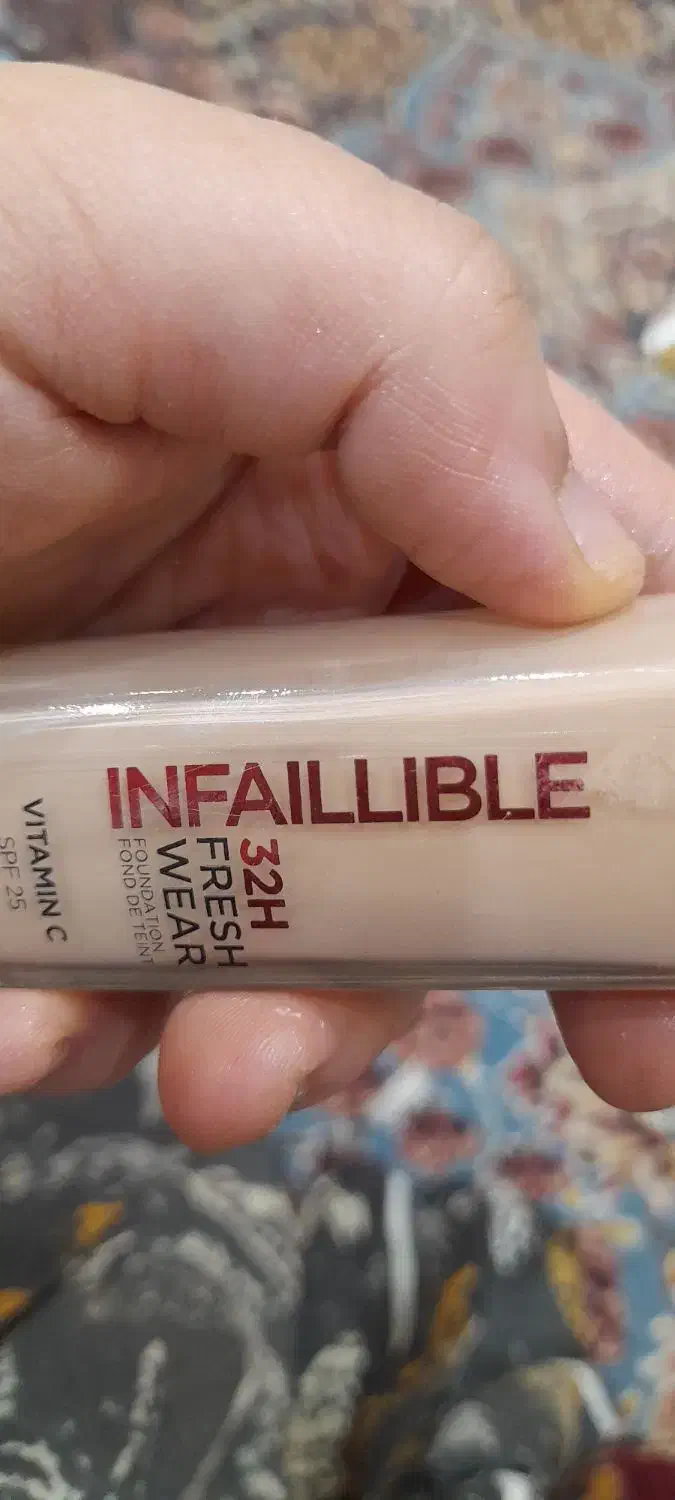 INFAILLIBLE
32H
FRESH
WEAR
FOUNDATION
FOND DE TEINT
VITAMIN C
SPF 25